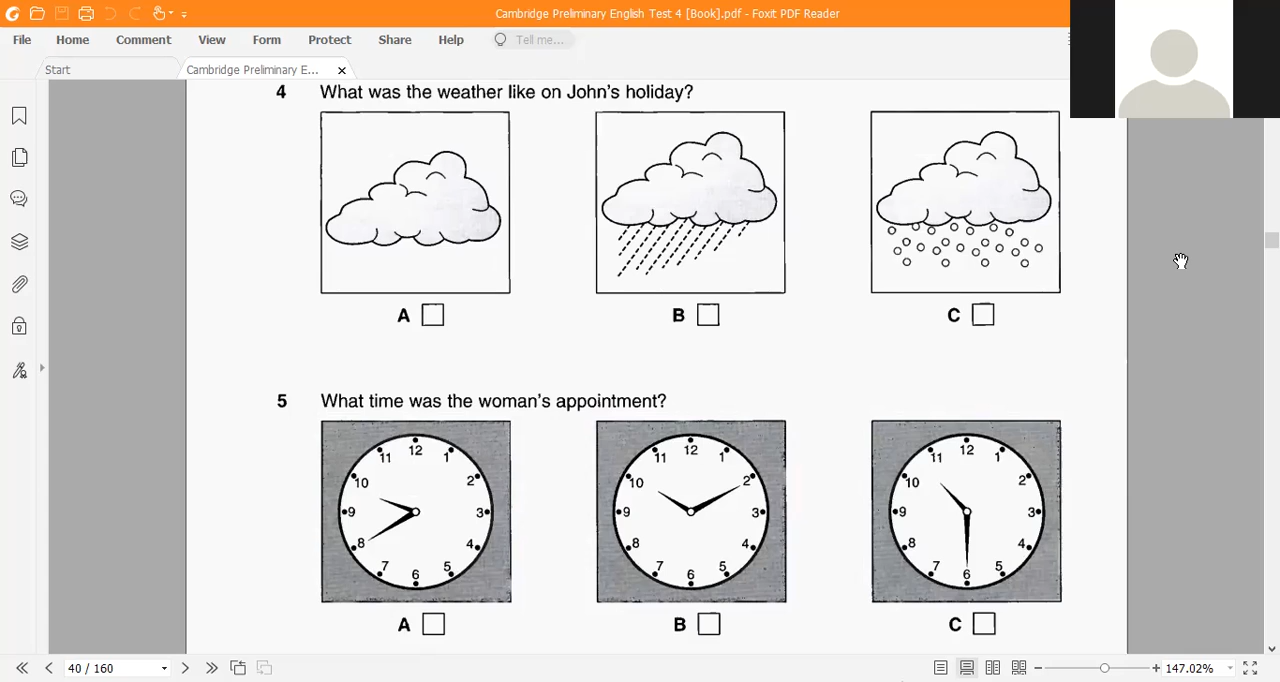 Cambridge Preliminary English Test 4 [Book].pdf - Foxit PDF Reader
File Home Comment View Form Protect Share Help Tell me...
Start Cambridge Preliminary E...
4 What was the weather like on John's holiday?
A B C
5 What time was the woman's appointment?
12 12 12
11 1 11 1 11 1
10 2 10 2 10 2
9 3 9 3 9 3
8 4 8 4 8 4
7 5 7 5 7 5
6 6 6
A B C
40 / 160 147.02%